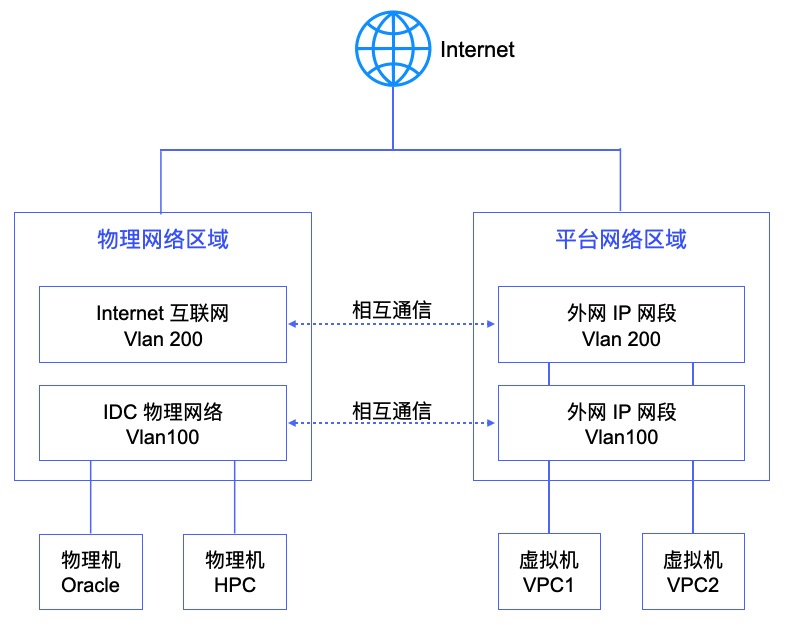 Internet
物理网络区域
平台网络区域
Internet 互联网
Vlan 200
相互通信
外网 IP 网段
Vlan 200
IDC 物理网络
Vlan100
相互通信
外网 IP 网段
Vlan100
物理机
Oracle
物理机
HPC
虚拟机
VPC1
虚拟机
VPC2